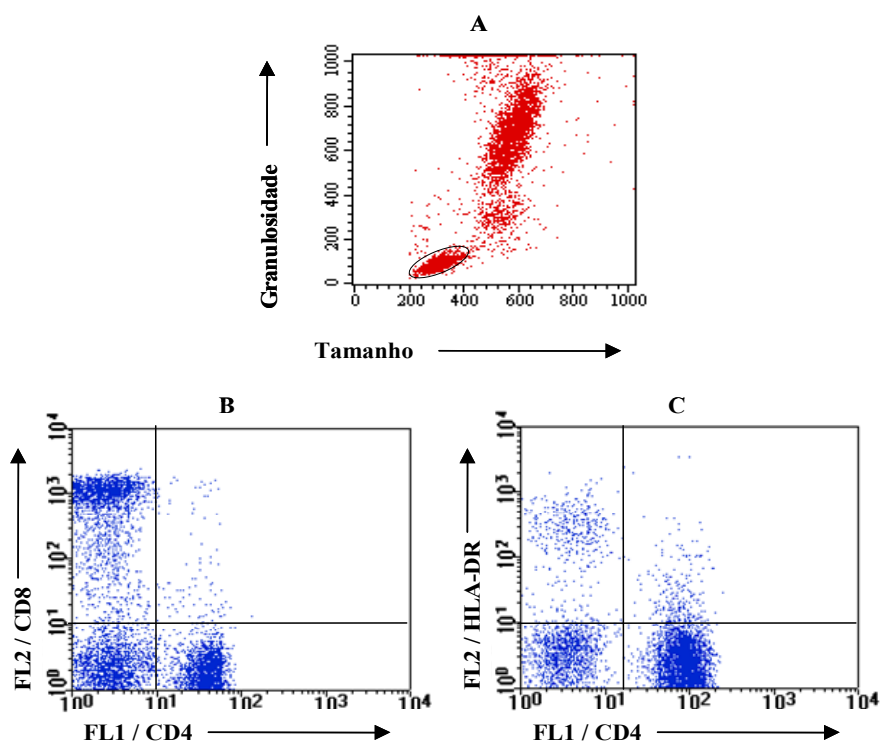 A
Granulosidade
1000
800
600
400
200
0
0 200 400 600 800 1000
Tamanho
B
FL2 / CD8
10^4
10^3
10^2
10^1
10^0
10^0 10^1 10^2 10^3 10^4
FL1 / CD4
C
FL2 / HLA-DR
10^4
10^3
10^2
10^1
10^0
10^0 10^1 10^2 10^3 10^4
FL1 / CD4